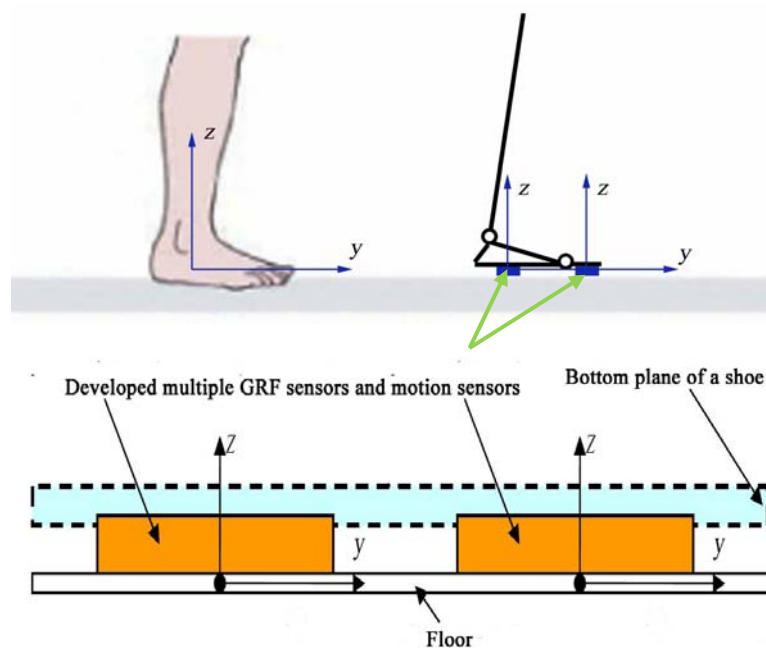 z
y
z
z
y
Developed multiple GRF sensors and motion sensors
Bottom plane of a shoe
Z
Z
y
y
Floor